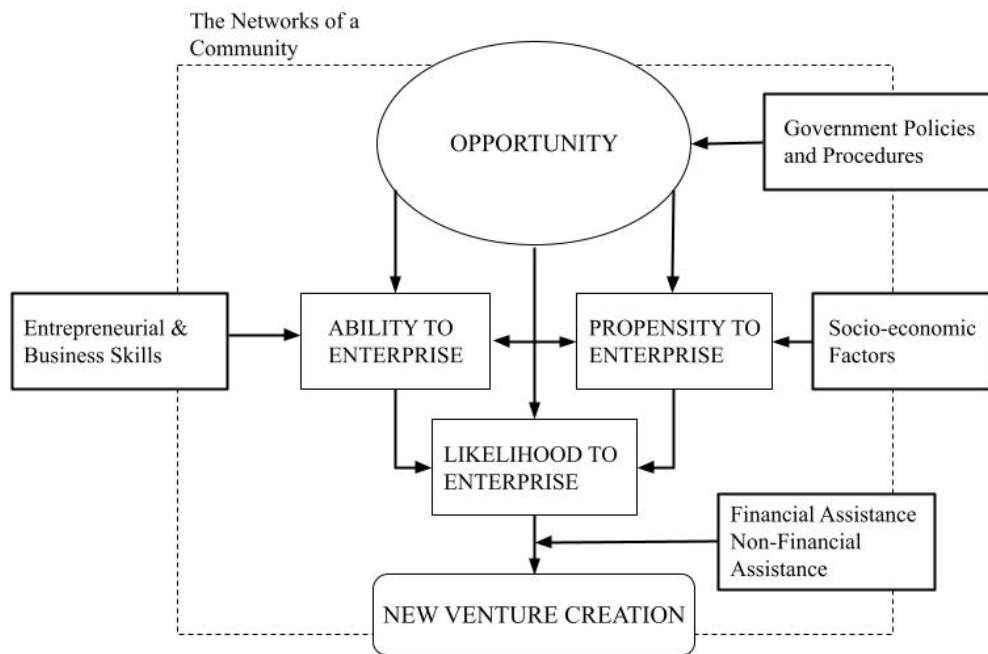 The Networks of a
Community
OPPORTUNITY
Government Policies
and Procedures
Entrepreneurial &
Business Skills
ABILITY TO
ENTERPRISE
PROPENSITY TO
ENTERPRISE
Socio-economic
Factors
LIKELIHOOD TO
ENTERPRISE
Financial Assistance
Non-Financial
Assistance
NEW VENTURE CREATION